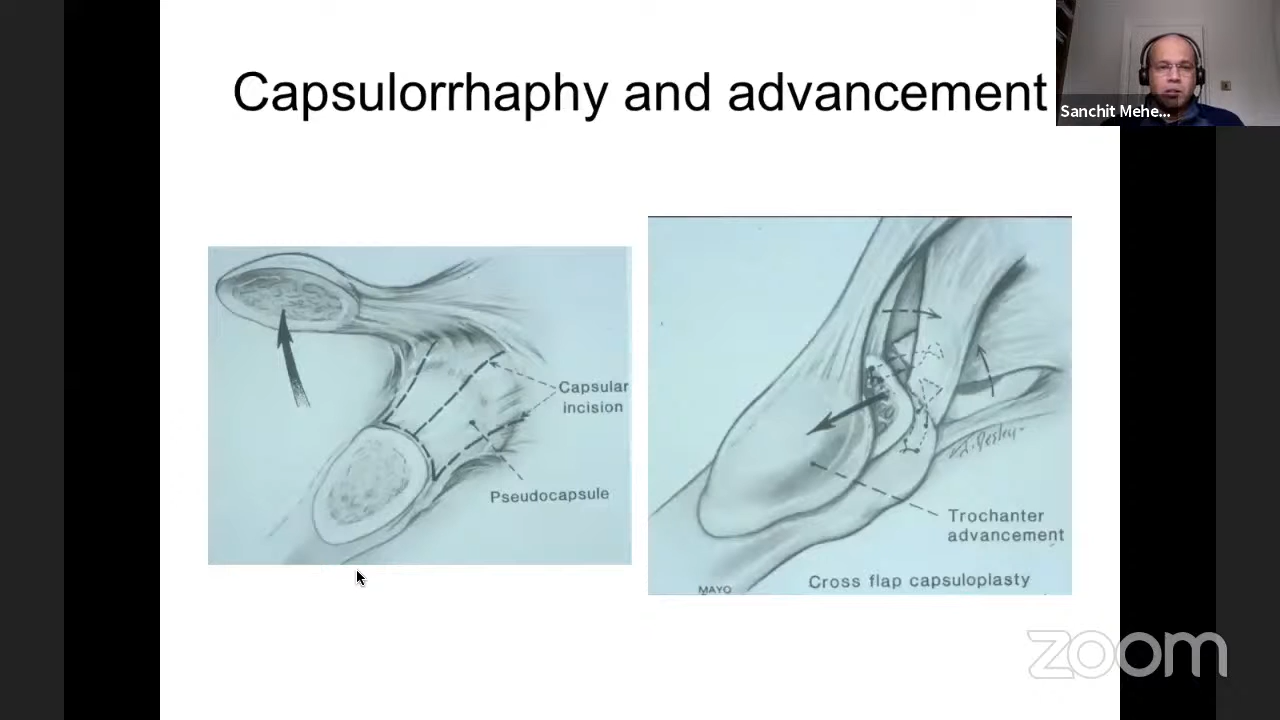 Capsulorrhaphy and advancement
Sanchit Mehe...
Capsular
incision
Pseudocapsule
Trochanter
advancement
Cross flap capsuloplasty
MAYO
zoom